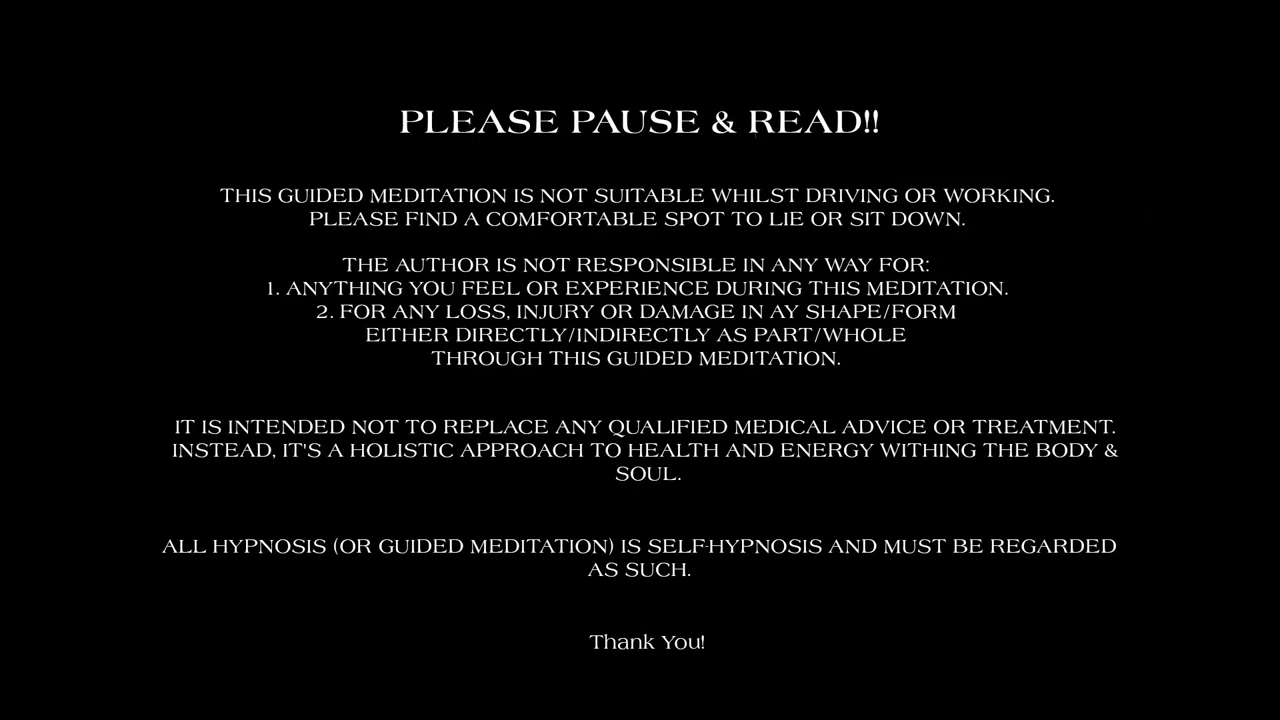 PLEASE PAUSE & READ!!
THIS GUIDED MEDITATION IS NOT SUITABLE WHILST DRIVING OR WORKING.
PLEASE FIND A COMFORTABLE SPOT TO LIE OR SIT DOWN.
THE AUTHOR IS NOT RESPONSIBLE IN ANY WAY FOR:
1. ANYTHING YOU FEEL OR EXPERIENCE DURING THIS MEDITATION.
2. FOR ANY LOSS, INJURY OR DAMAGE IN AY SHAPE/FORM
EITHER DIRECTLY/INDIRECTLY AS PART/WHOLE
THROUGH THIS GUIDED MEDITATION.
IT IS INTENDED NOT TO REPLACE ANY QUALIFIED MEDICAL ADVICE OR TREATMENT.
INSTEAD, IT'S A HOLISTIC APPROACH TO HEALTH AND ENERGY WITHING THE BODY &
SOUL.
ALL HYPNOSIS (OR GUIDED MEDITATION) IS SELF-HYPNOSIS AND MUST BE REGARDED
AS SUCH.
Thank You!